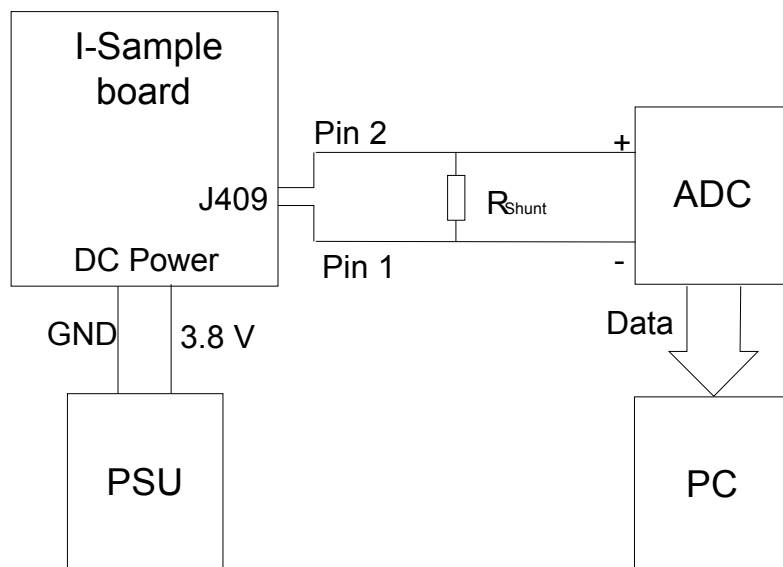 I-Sample
board
Pin 2
+
ADC
J409
RShunt
DC Power
Pin 1
-
GND
3.8 V
Data
PSU
PC